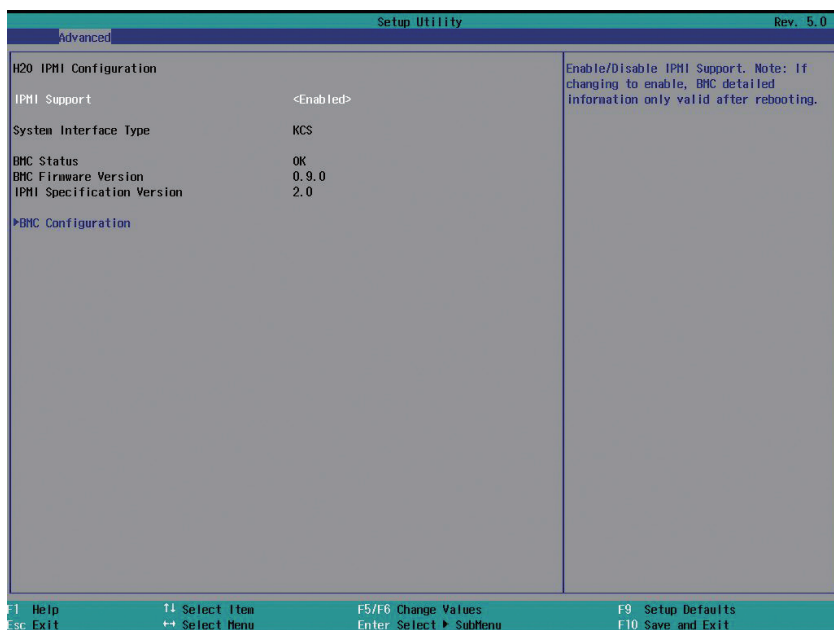 Setup Utility Rev. 5.0
Advanced
H20 IPMI Configuration
IPMI Support <Enabled>
System Interface Type KCS
BMC Status OK
BMC Firmware Version 0.9.0
IPMI Specification Version 2.0
▶BMC Configuration
Enable/Disable IPMI Support. Note: If
changing to enable, BMC detailed
information only valid after rebooting.
F1 Help ↑↓ Select Item F5/F6 Change Values F9 Setup Defaults
Esc Exit ↔ Select Menu Enter Select ▶ SubMenu F10 Save and Exit